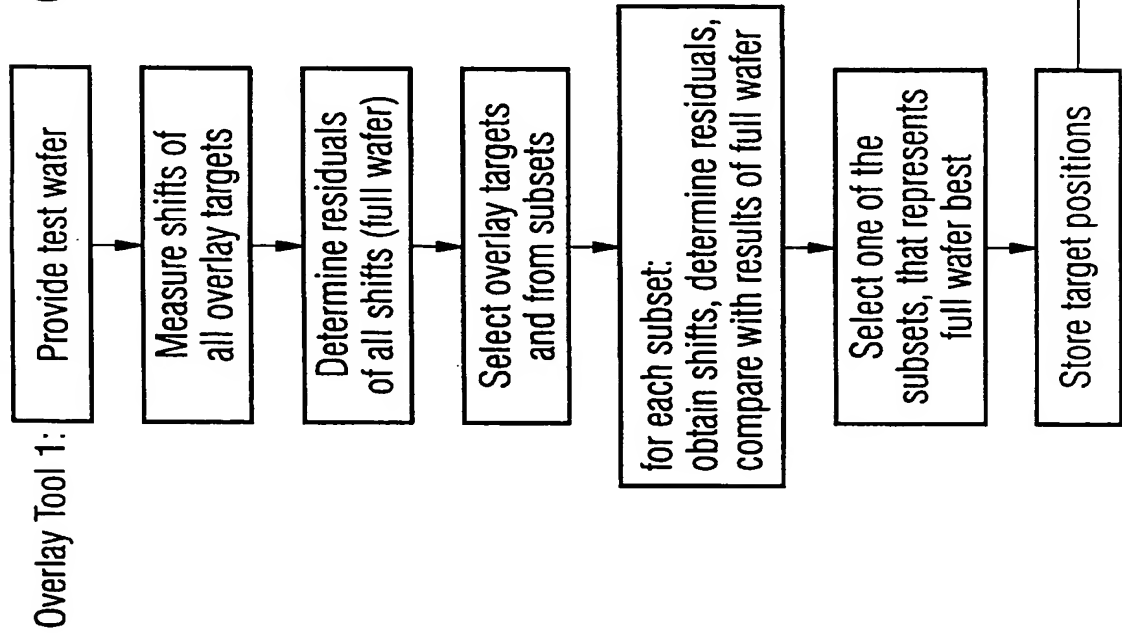 Overlay Tool 1:
Provide test wafer
Measure shifts of
all overlay targets
Determine residuals
of all shifts (full wafer)
Select overlay targets
and from subsets
for each subset:
obtain shifts, determine residuals,
compare with results of full wafer
Select one of the
subsets, that represents
full wafer best
Store target positions